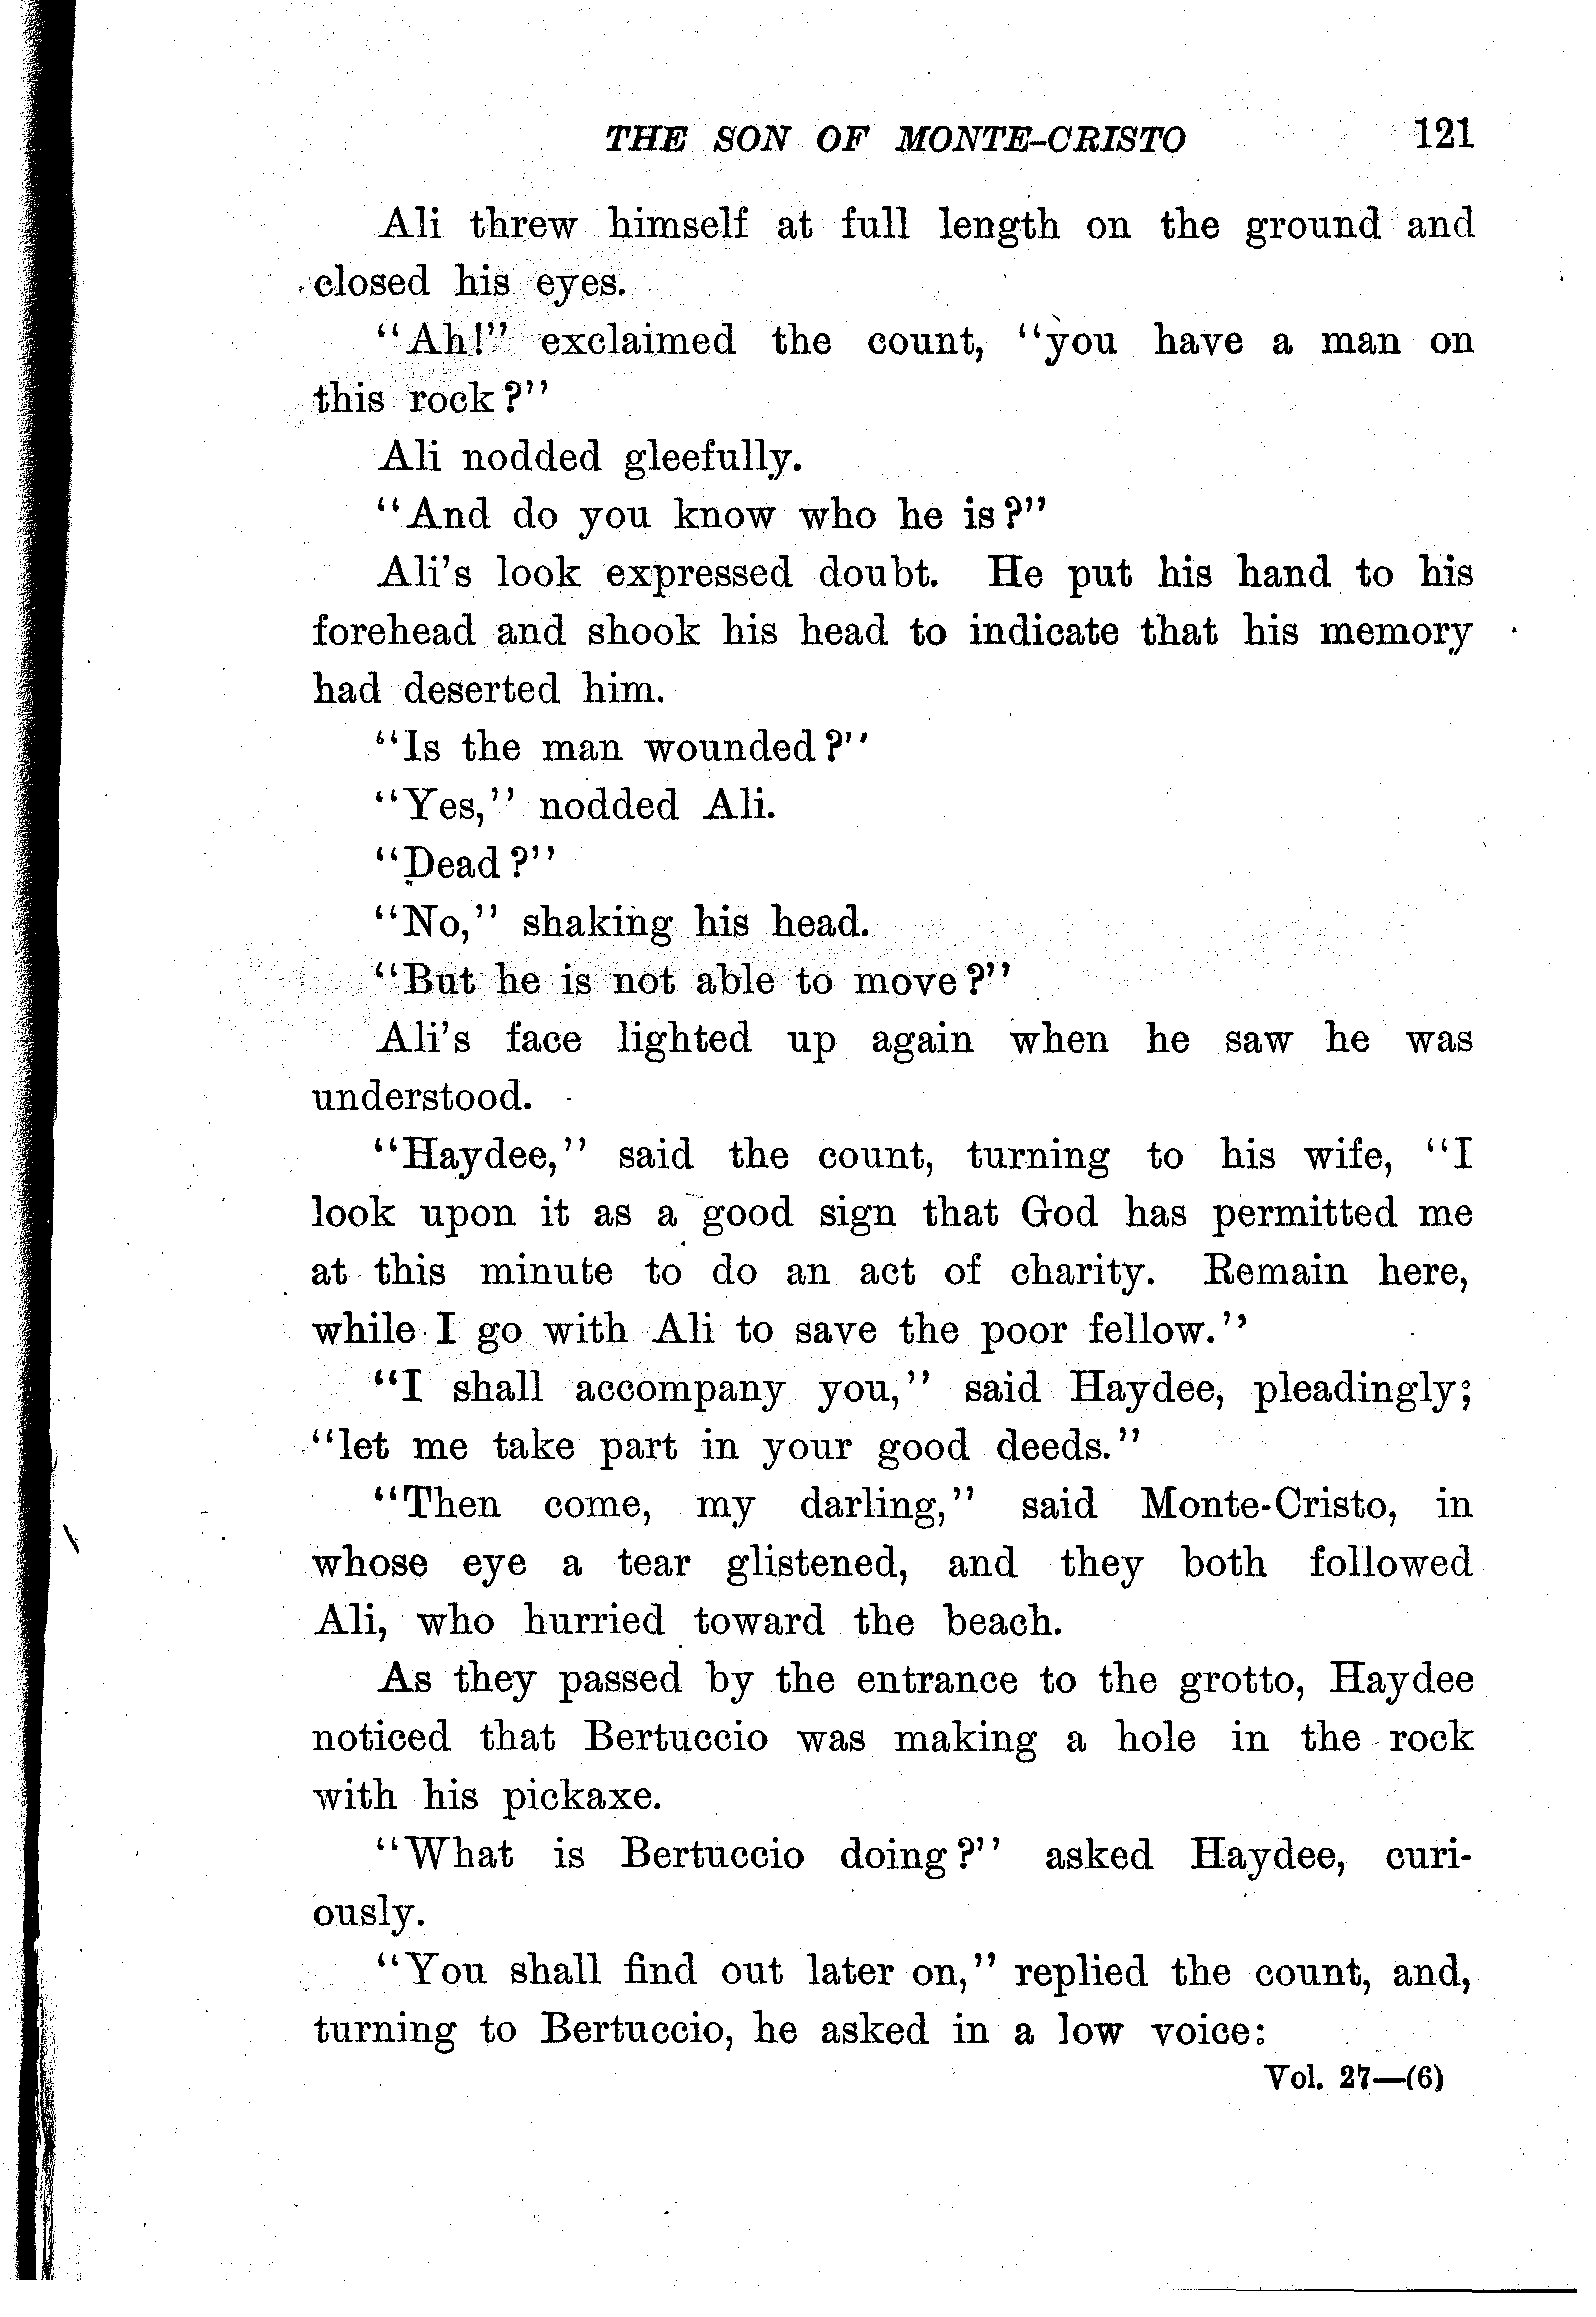 THE SON OF MONTE-CRISTO 121
Ali threw himself at full length on the ground and
closed his eyes.
"Ah!" exclaimed the count, "you have a man on
this rock?"
Ali nodded gleefully.
"And do you know who he is?"
Ali's look expressed doubt. He put his hand to his
forehead and shook his head to indicate that his memory
had deserted him.
"Is the man wounded?"
"Yes," nodded Ali.
"Dead?"
"No," shaking his head.
"But he is not able to move?"
Ali's face lighted up again when he saw he was
understood.
"Haydee," said the count, turning to his wife, "I
look upon it as a good sign that God has permitted me
at this minute to do an act of charity. Remain here,
while I go with Ali to save the poor fellow."
"I shall accompany you," said Haydee, pleadingly;
"let me take part in your good deeds."
"Then come, my darling," said Monte-Cristo, in
whose eye a tear glistened, and they both followed
Ali, who hurried toward the beach.
As they passed by the entrance to the grotto, Haydee
noticed that Bertuccio was making a hole in the rock
with his pickaxe.
"What is Bertuccio doing?" asked Haydee, curi-
ously.
"You shall find out later on," replied the count, and,
turning to Bertuccio, he asked in a low voice:
Vol. 27—(6)